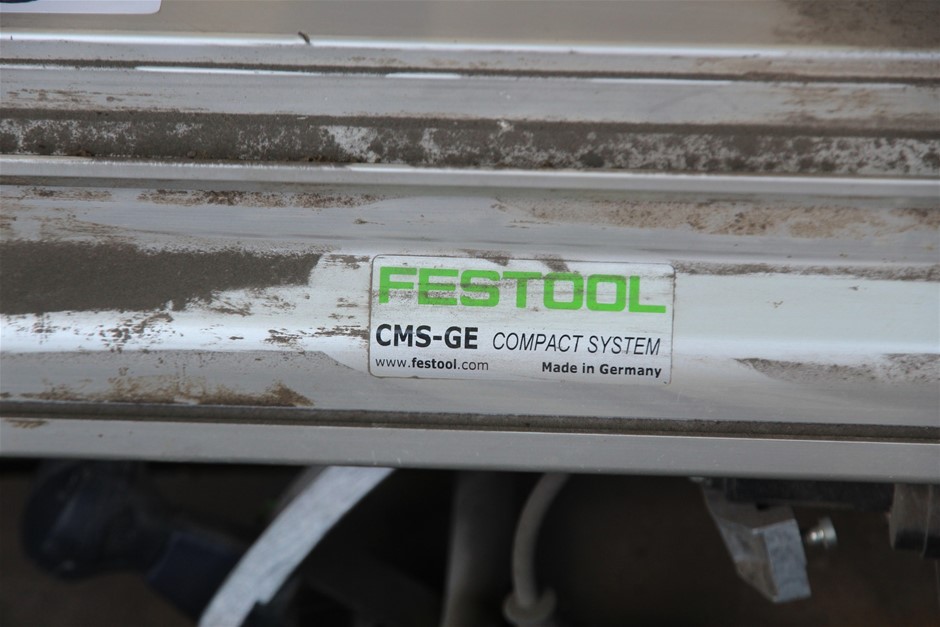 FESTOOL
CMS-GE COMPACT SYSTEM
www.festool.com Made in Germany